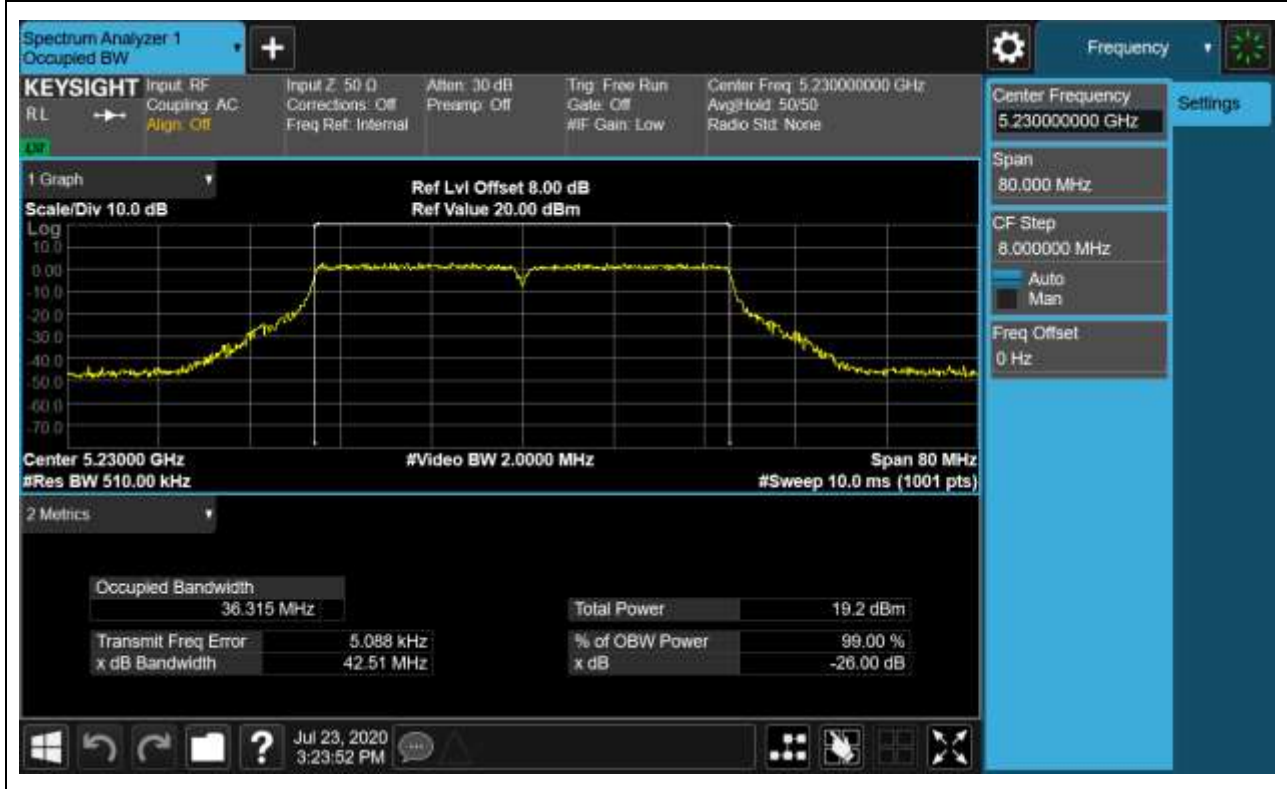 Spectrum Analyzer 1
Occupied BW
Frequency
KEYSIGHT
RL
Input: RF
Coupling: AC
Align: Off
Input Z: 50 Ω
Corrections: Off
Freq Ref: Internal
Atten: 30 dB
Preamp: Off
Trig: Free Run
Gate: Off
#IF Gain: Low
Center Freq: 5.230000000 GHz
Avg|Hold: 50/50
Radio Std: None
Center Frequency
5.230000000 GHz
Settings
Span
80.000 MHz
CF Step
8.000000 MHz
Auto
Man
Freq Offset
0 Hz
1 Graph
Scale/Div 10.0 dB
Ref Lvl Offset 8.00 dB
Ref Value 20.00 dBm
Log
10.0
0.00
-10.0
-20.0
-30.0
-40.0
-50.0
-60.0
-70.0
Center 5.23000 GHz
#Video BW 2.0000 MHz
Span 80 MHz
#Res BW 510.00 kHz
#Sweep 10.0 ms (1001 pts)
2 Metrics
Occupied Bandwidth
36.315 MHz
Total Power 19.2 dBm
Transmit Freq Error 5.088 kHz
% of OBW Power 99.00 %
x dB Bandwidth 42.51 MHz
x dB -26.00 dB
?
Jul 23, 2020
3:23:52 PM